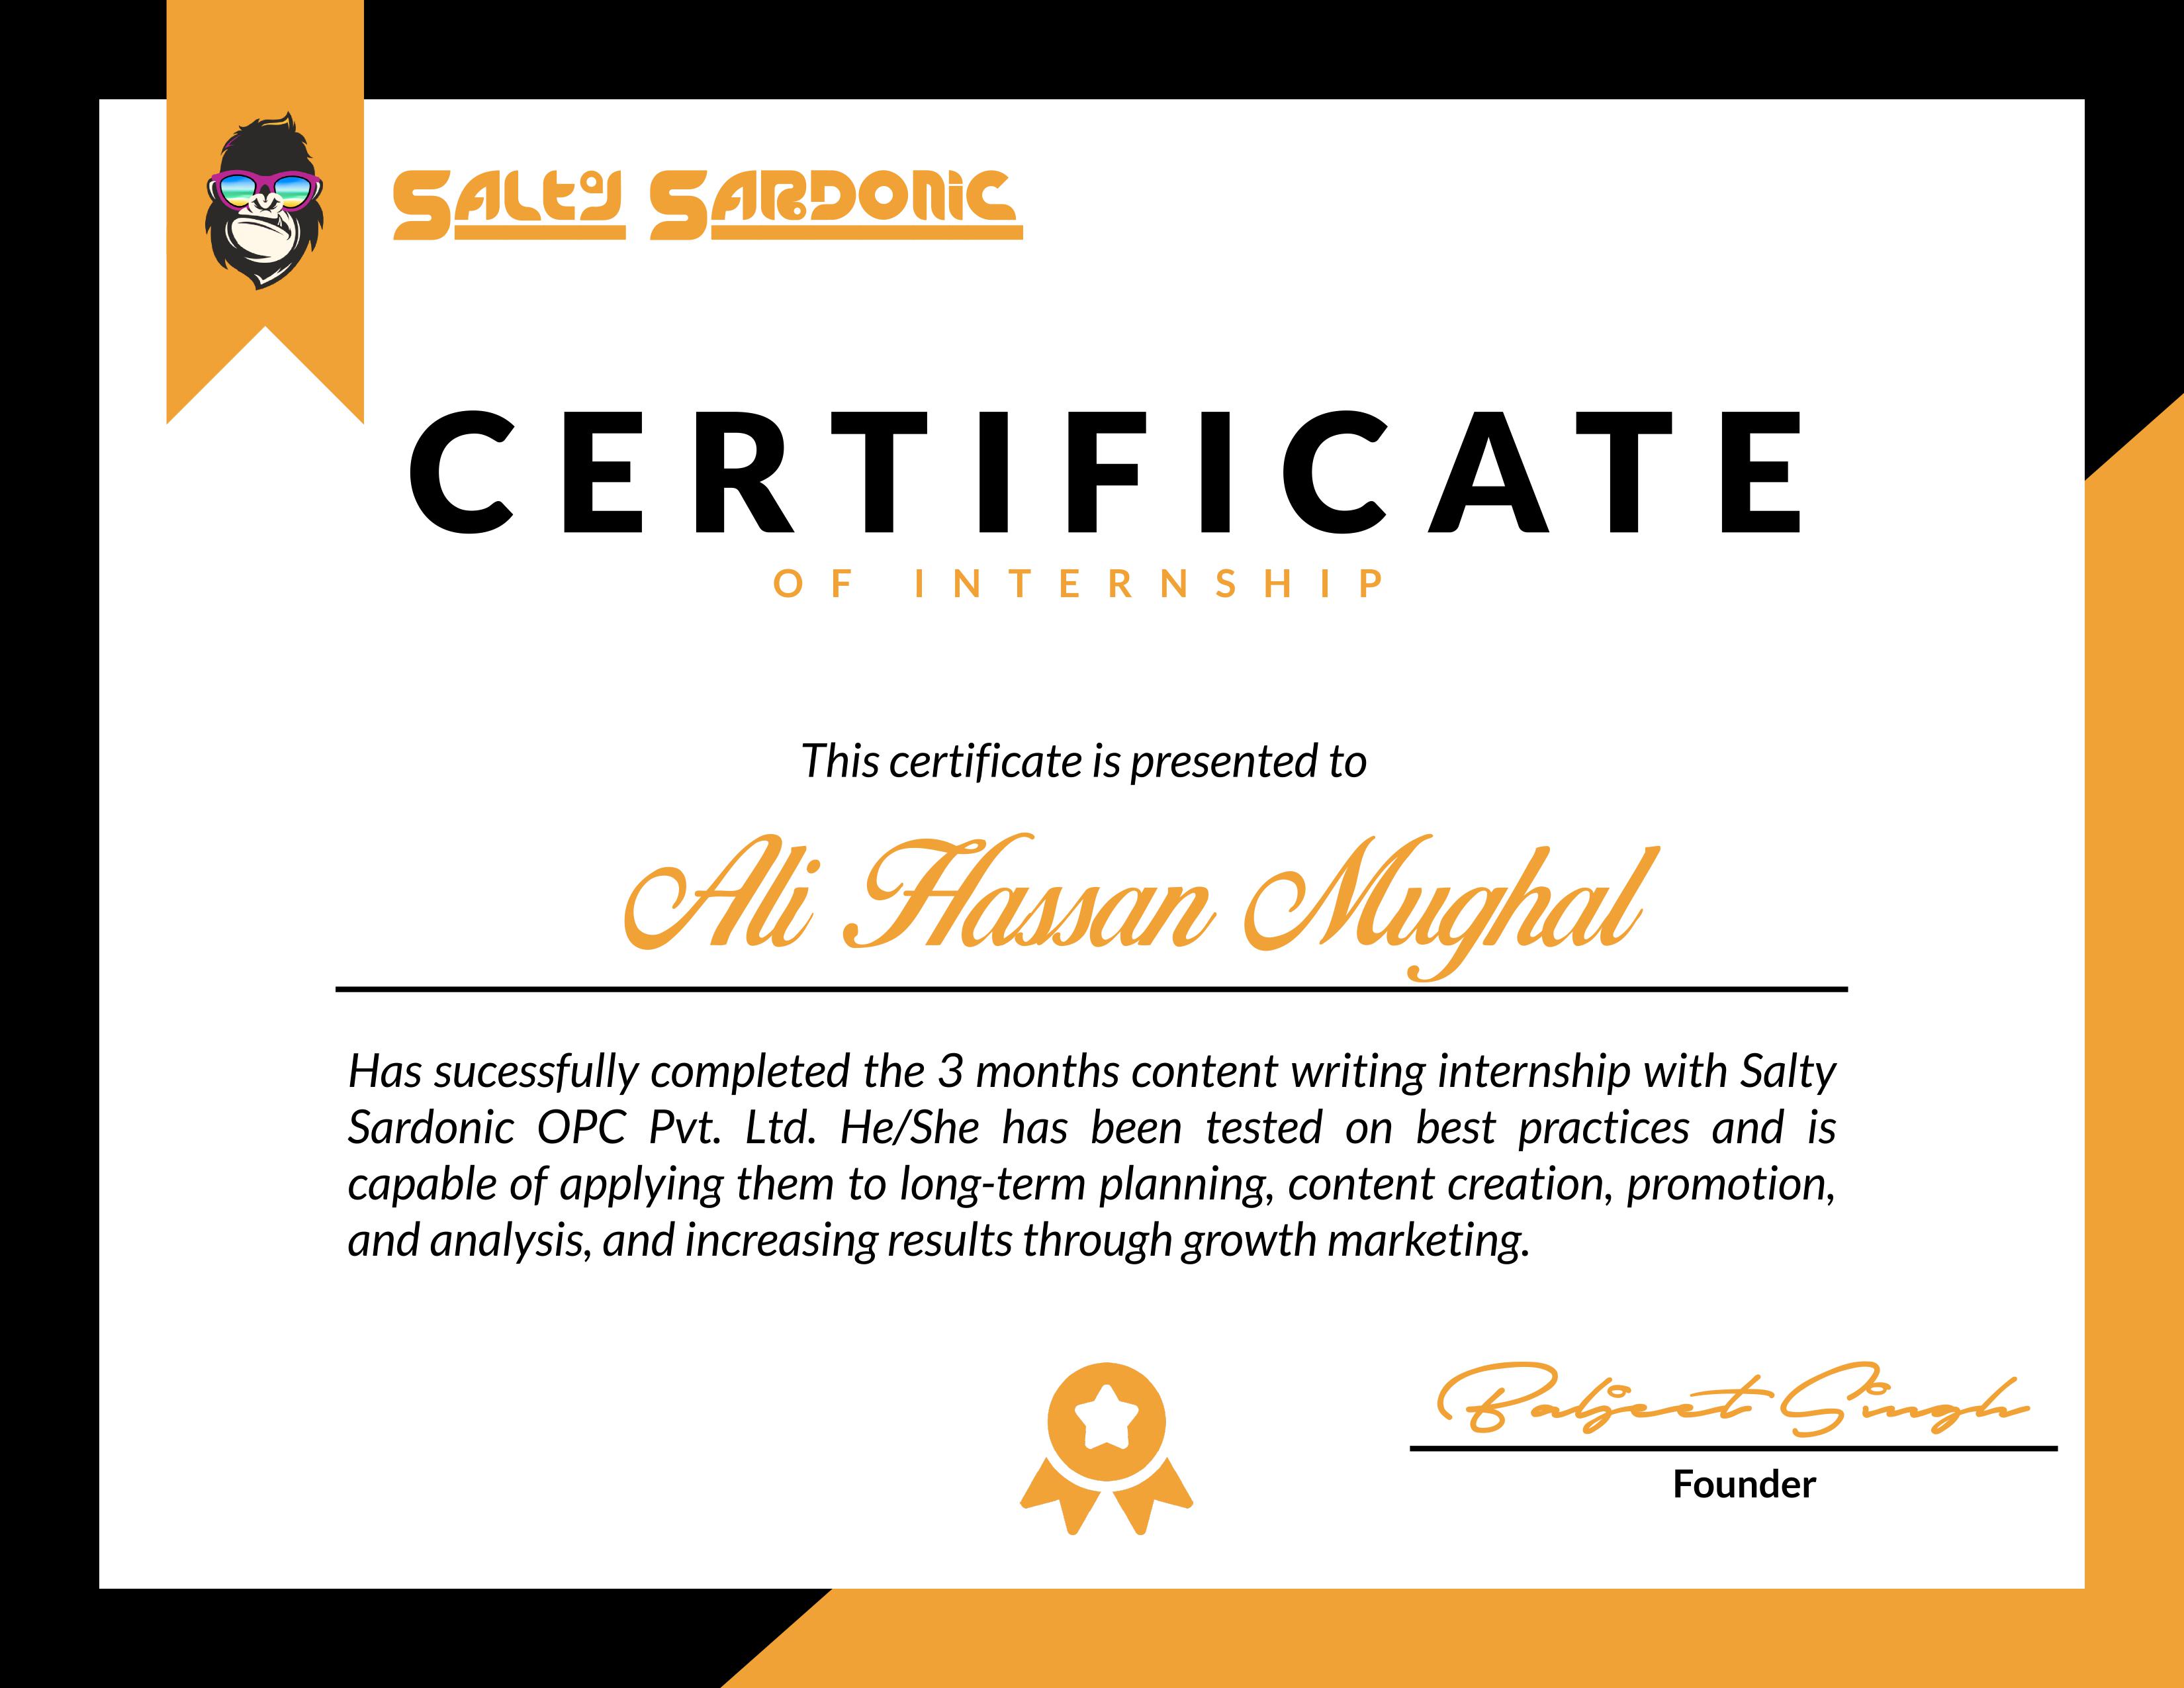 Salty Sardonic
CERTIFICATE
OF INTERNSHIP
This certificate is presented to
Ali Hassan Mughal
Has sucessfully completed the 3 months content writing internship with Salty
Sardonic OPC Pvt. Ltd. He/She has been tested on best practices and is
capable of applying them to long-term planning, content creation, promotion,
and analysis, and increasing results through growth marketing.
Baljeet Singh
Founder